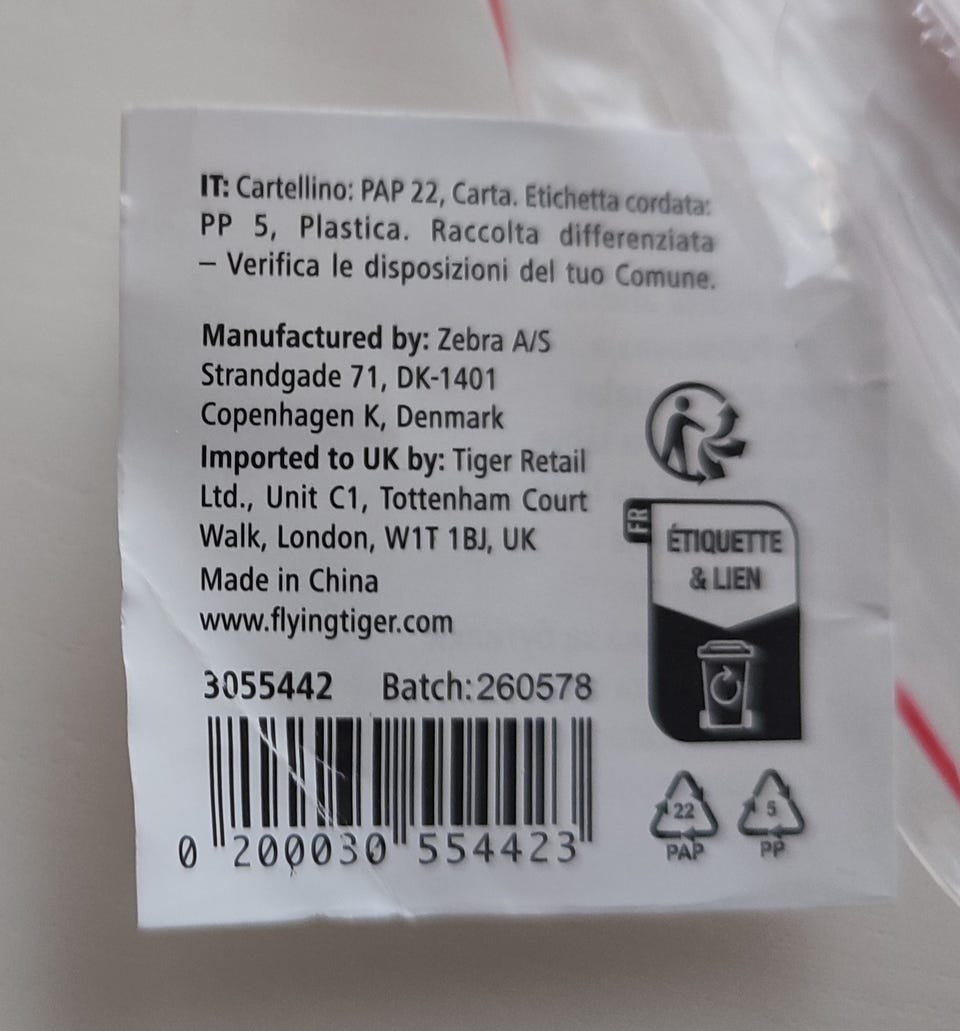 IT: Cartellino: PAP 22, Carta. Etichetta cordata:
PP 5, Plastica. Raccolta differenziata
– Verifica le disposizioni del tuo Comune.
Manufactured by: Zebra A/S
Strandgade 71, DK-1401
Copenhagen K, Denmark
Imported to UK by: Tiger Retail
Ltd., Unit C1, Tottenham Court
Walk, London, W1T 1BJ, UK
Made in China
www.flyingtiger.com
3055442 Batch:260578
0 200030 554423
FR
ÉTIQUETTE
& LIEN
22 5
PAP PP